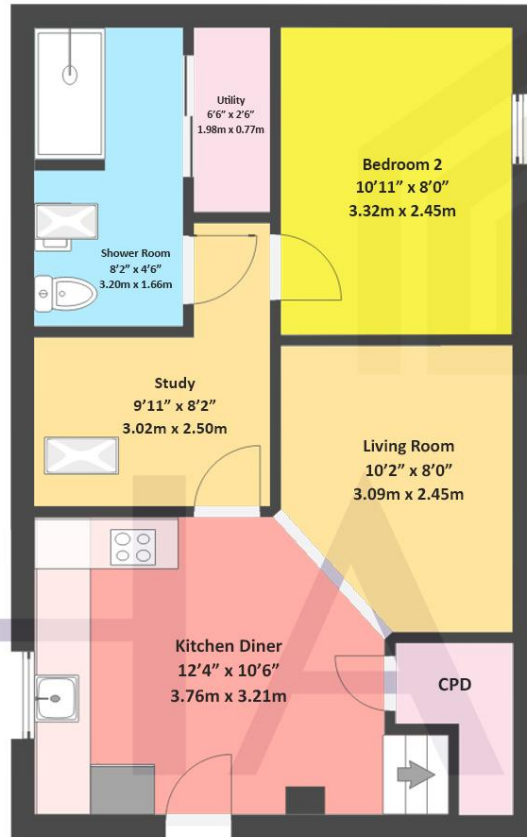 Utility
6'6” x 2'6”
1.98m x 0.77m
Bedroom 2
10’11” x 8’0”
3.32m x 2.45m
Shower Room
8’2” x 4’6”
3.20m x 1.66m
Study
9’11” x 8’2”
3.02m x 2.50m
Living Room
10’2” x 8’0”
3.09m x 2.45m
Kitchen Diner
12’4” x 10’6”
3.76m x 3.21m
CPD